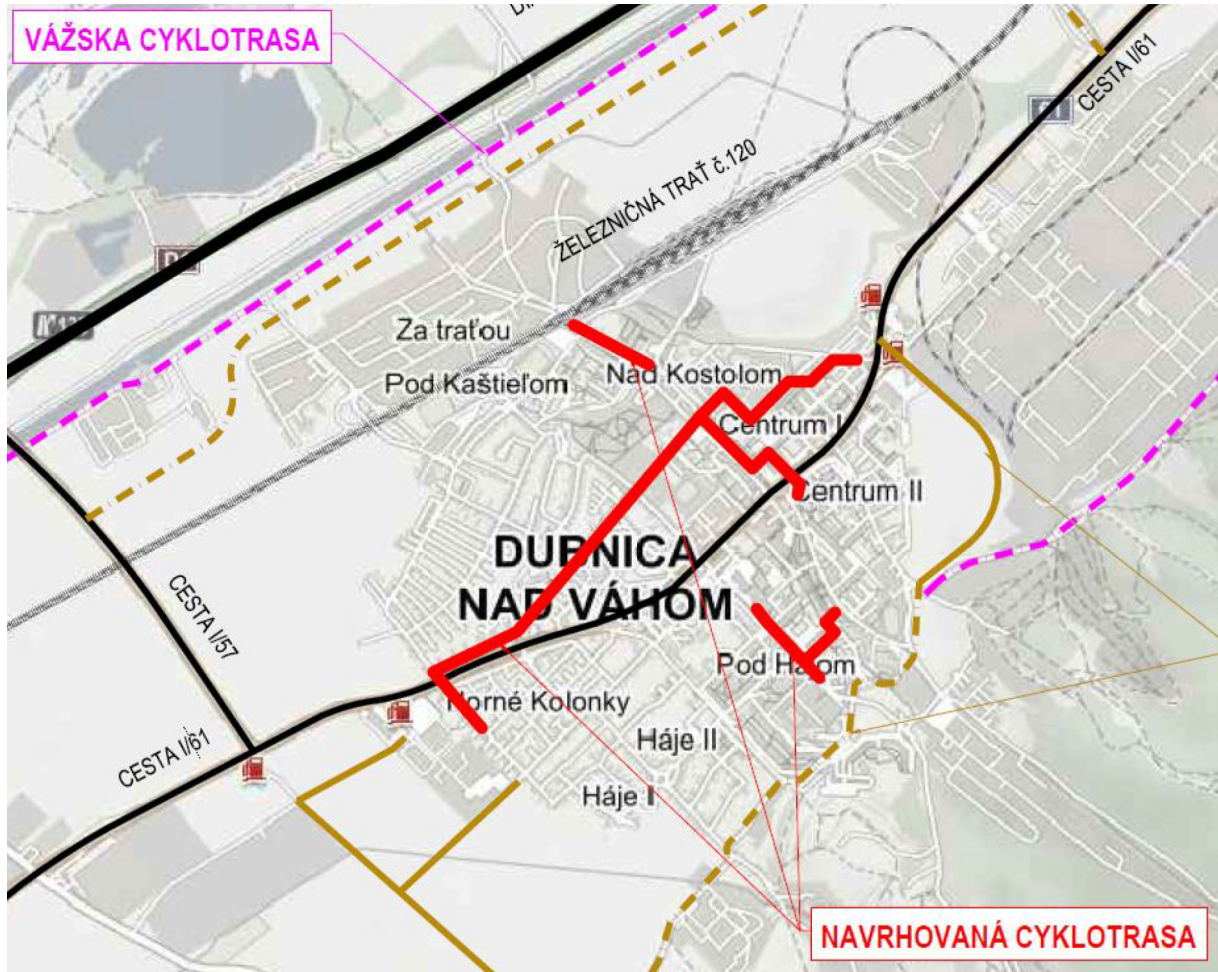 VÁŽSKA CYKLOTRASA
CESTA I/61
ŽELEZNIČNÁ TRAŤ č.120
Za traťou
Pod Kaštieľom
Nad Kostolom
Centrum I
Centrum II
DUBNICA
NAD VÁHOM
CESTA I/57
Pod Hájom
Horné Kolonky
CESTA I/61
Háje II
Háje I
NAVRHOVANÁ CYKLOTRASA